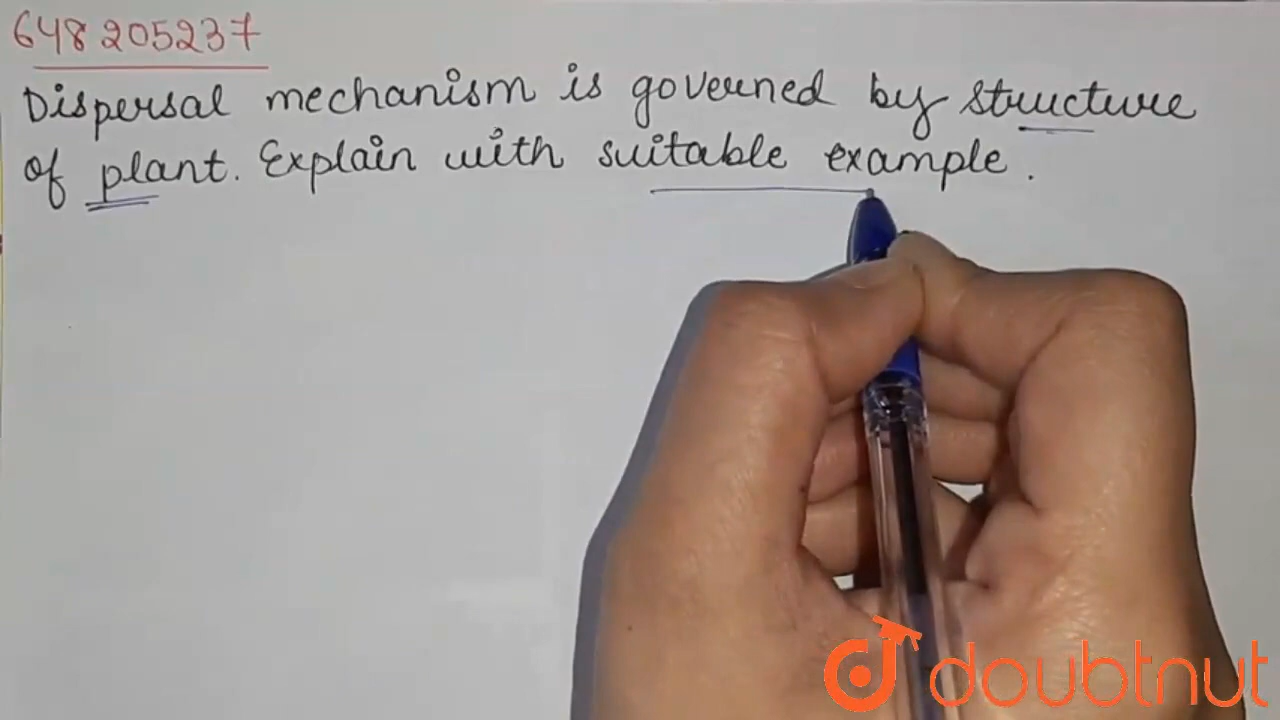 648205237
Dispersal mechanism is governed by structure
of plant. Explain with suitable example.
doubtnut